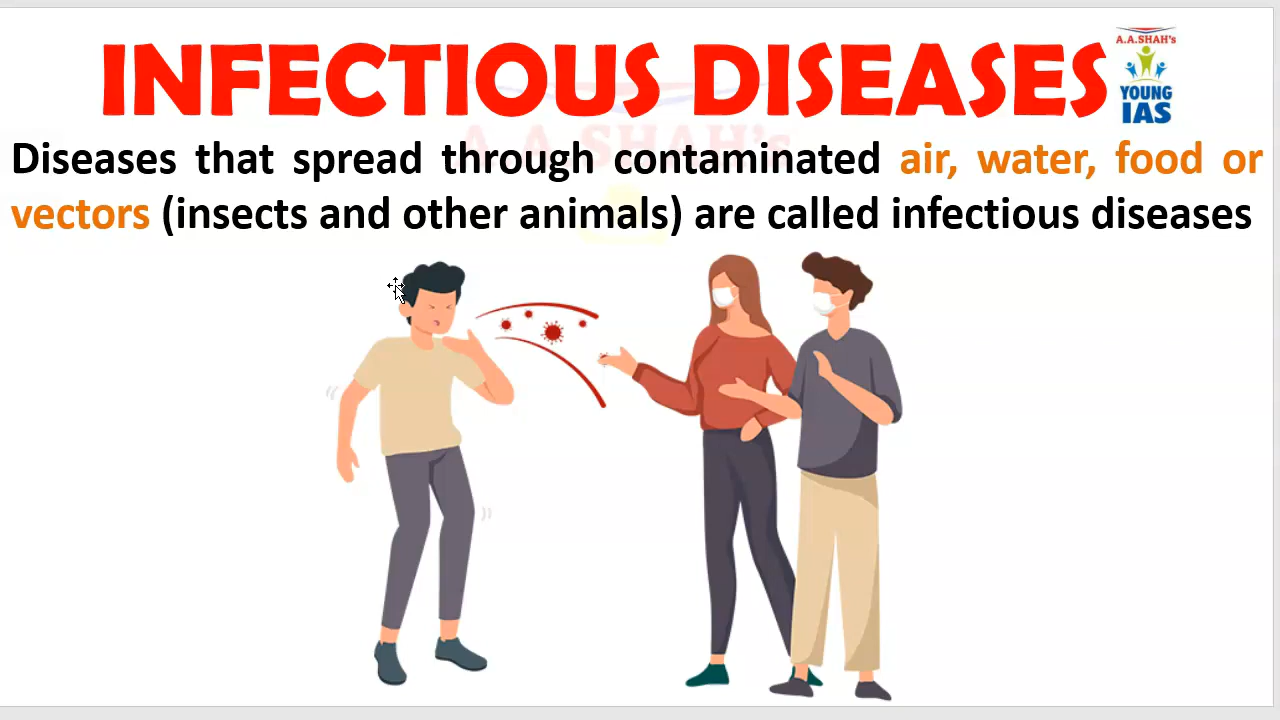 INFECTIOUS DISEASES
A.A.SHAH's
YOUNG
IAS
A.A.SHAH's
Diseases that spread through contaminated air, water, food or
vectors (insects and other animals) are called infectious diseases